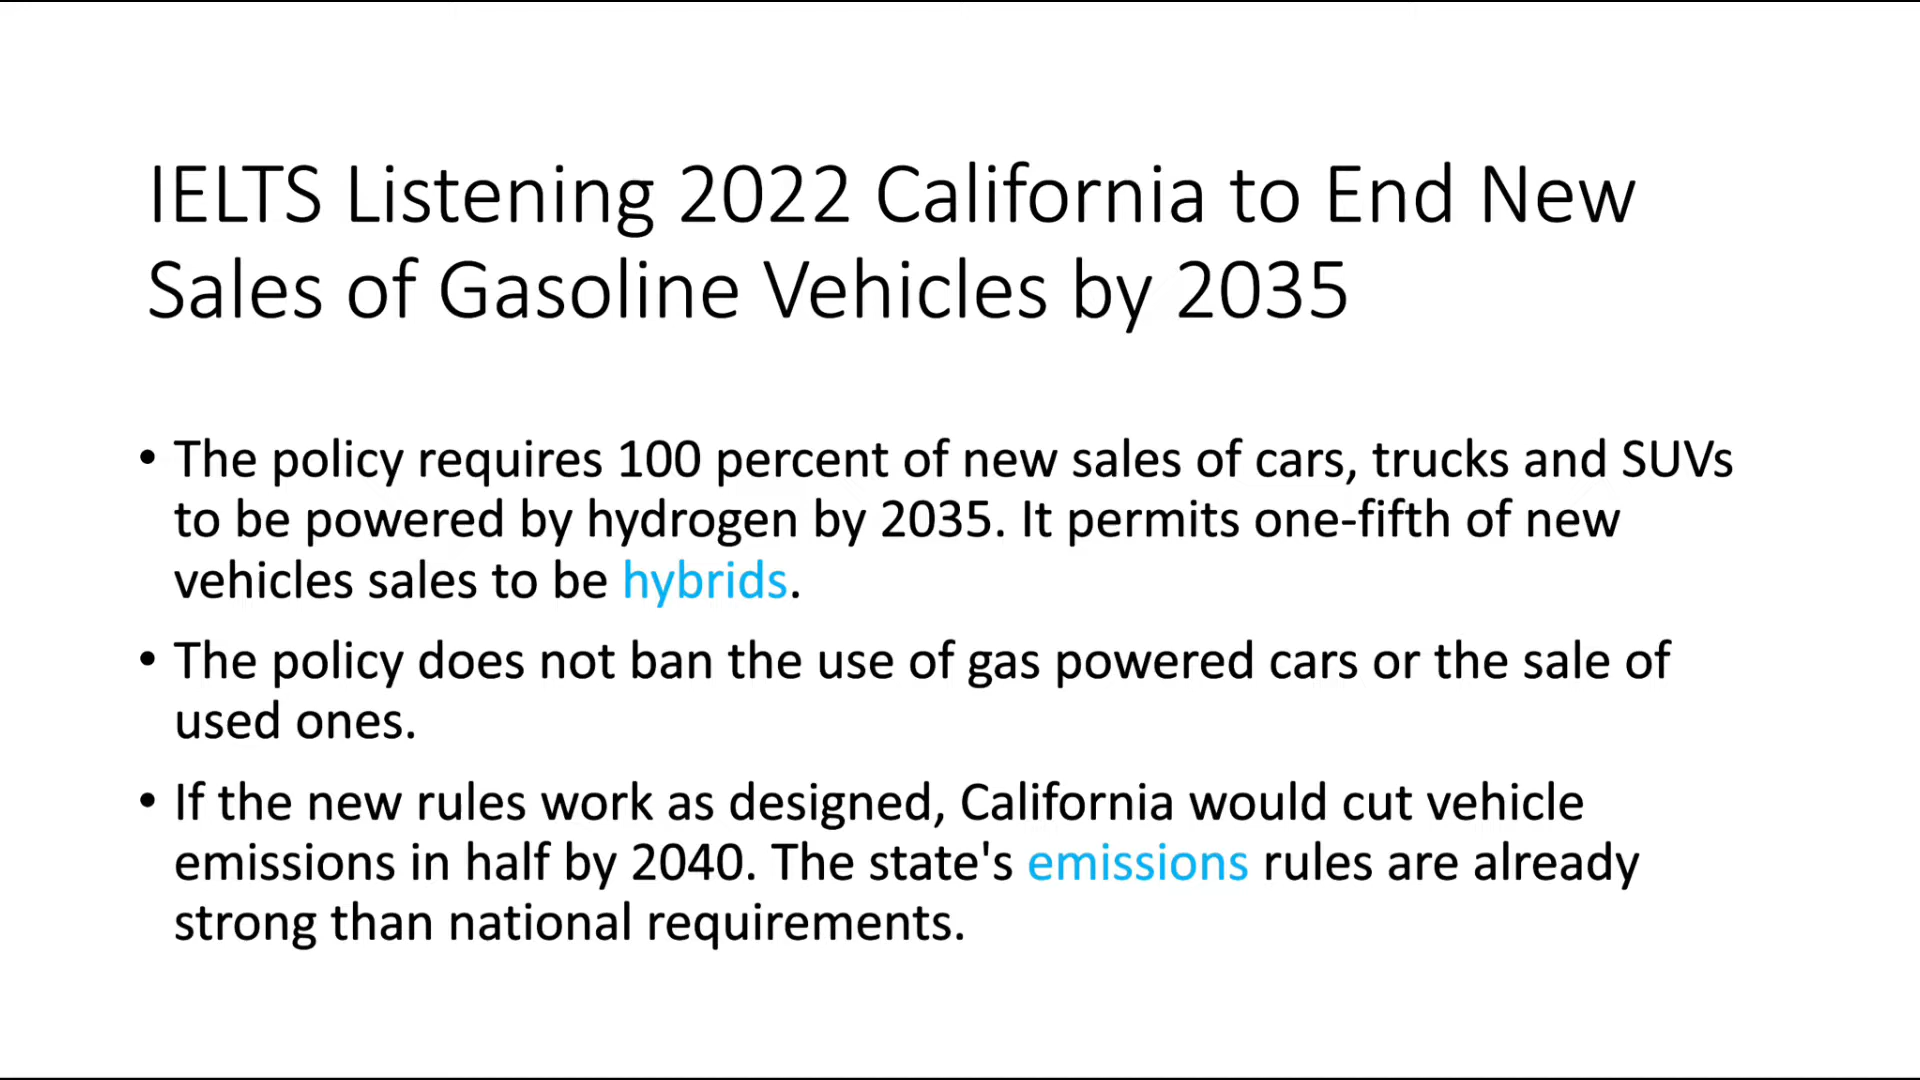 IELTS Listening 2022 California to End New
Sales of Gasoline Vehicles by 2035
• The policy requires 100 percent of new sales of cars, trucks and SUVs
to be powered by hydrogen by 2035. It permits one-fifth of new
vehicles sales to be hybrids.
• The policy does not ban the use of gas powered cars or the sale of
used ones.
• If the new rules work as designed, California would cut vehicle
emissions in half by 2040. The state's emissions rules are already
strong than national requirements.